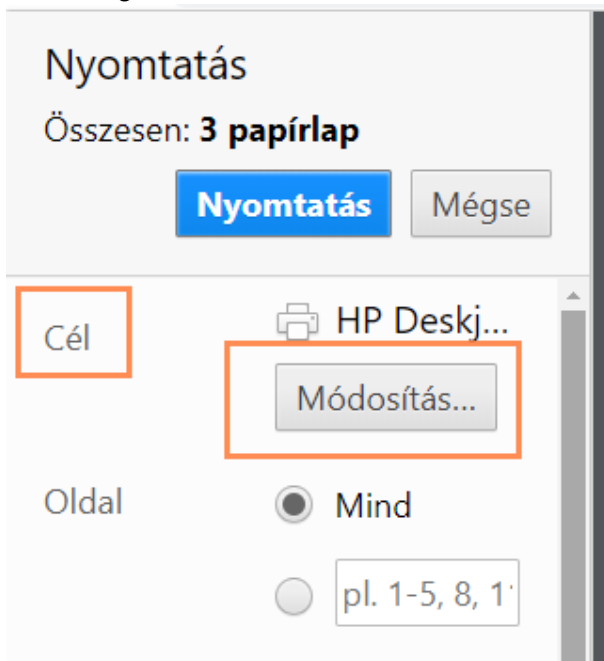 Nyomtatás
Összesen: 3 papírlap
Nyomtatás Mégse
Cél HP Deskj...
Módosítás...
Oldal Mind
pl. 1-5, 8, 1